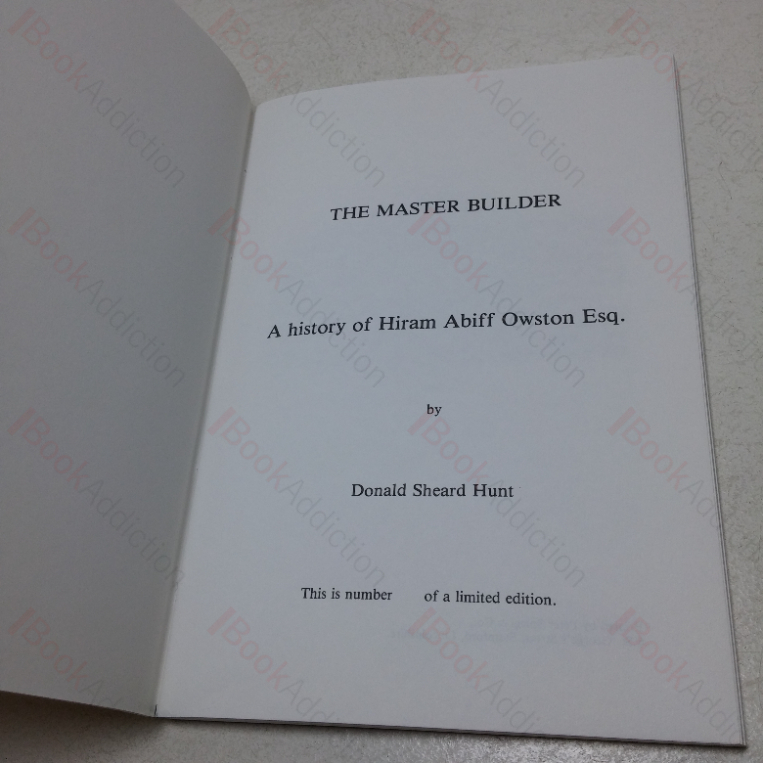 THE MASTER BUILDER
A history of Hiram Abiff Owston Esq.
by
Donald Sheard Hunt
This is number of a limited edition.
BookAddiction